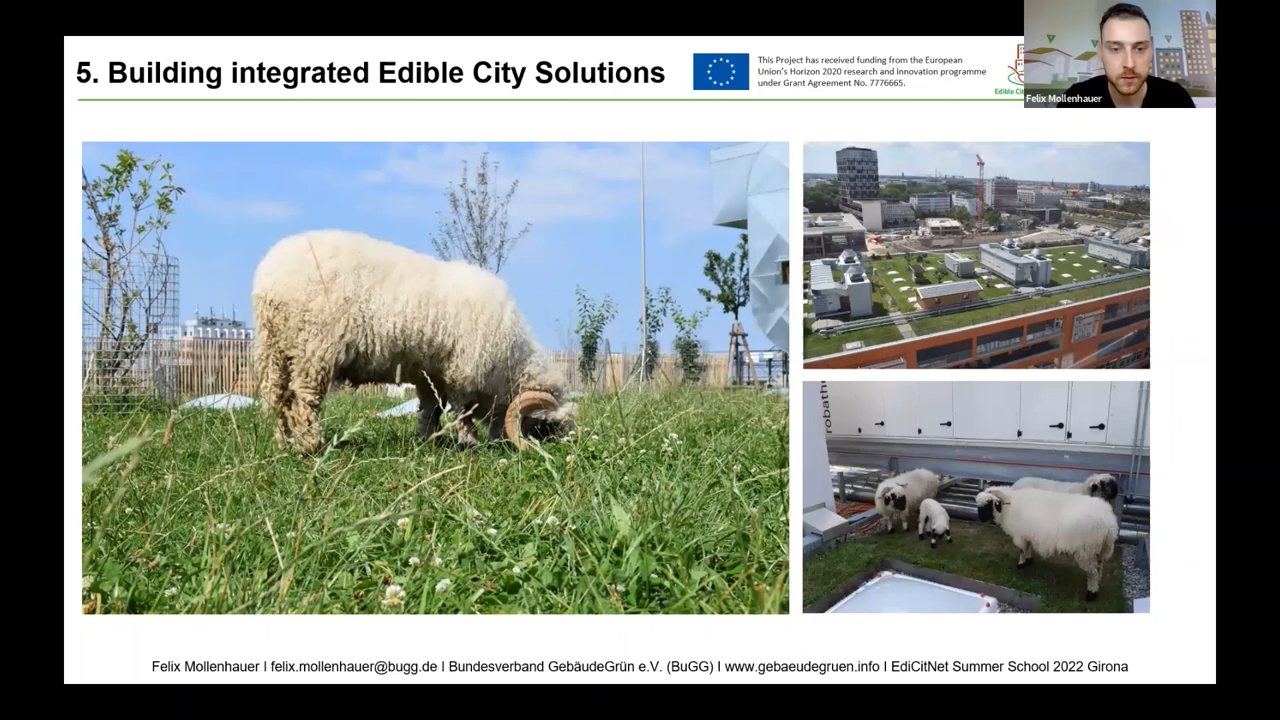 5. Building integrated Edible City Solutions
This Project has received funding from the European
Union's Horizon 2020 research and innovation programme
under Grant Agreement No. 7776665.
Edible
Felix Mollenhauer
robathe
Felix Mollenhauer I felix.mollenhauer@bugg.de I Bundesverband GebäudeGrün e.V. (BuGG) I www.gebaeudegruen.info I EdiCitNet Summer School 2022 Girona